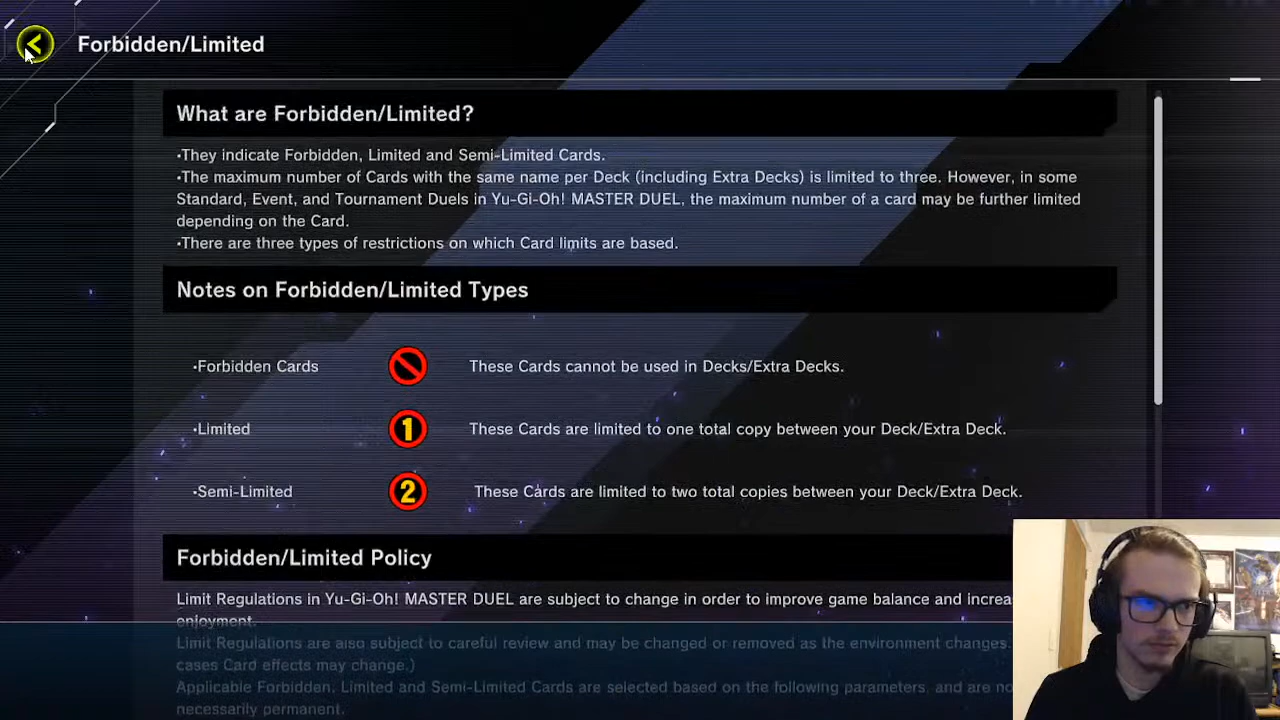 Forbidden/Limited
What are Forbidden/Limited?
•They indicate Forbidden, Limited and Semi-Limited Cards.
•The maximum number of Cards with the same name per Deck (including Extra Decks) is limited to three. However, in some
Standard, Event, and Tournament Duels in Yu-Gi-Oh! MASTER DUEL, the maximum number of a card may be further limited
depending on the Card.
•There are three types of restrictions on which Card limits are based.
Notes on Forbidden/Limited Types
•Forbidden Cards These Cards cannot be used in Decks/Extra Decks.
•Limited 1 These Cards are limited to one total copy between your Deck/Extra Deck.
•Semi-Limited 2 These Cards are limited to two total copies between your Deck/Extra Deck.
Forbidden/Limited Policy
Limit Regulations in Yu-Gi-Oh! MASTER DUEL are subject to change in order to improve game balance and increas
enjoyment.
Limit Regulations are also subject to careful review and may be changed or removed as the environment changes.
cases Card effects may change.)
Applicable Forbidden, Limited and Semi-Limited Cards are selected based on the following parameters, and are no
necessarily permanent.